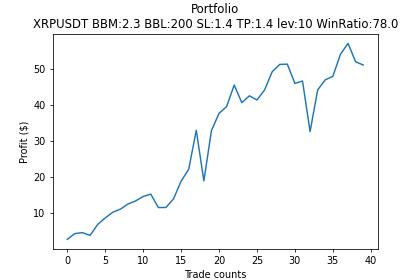 Portfolio
XRPUSDT BBM:2.3 BBL:200 SL:1.4 TP:1.4 lev:10 WinRatio:78.0
Profit ($)
50
40
30
20
10
0 5 10 15 20 25 30 35 40
Trade counts